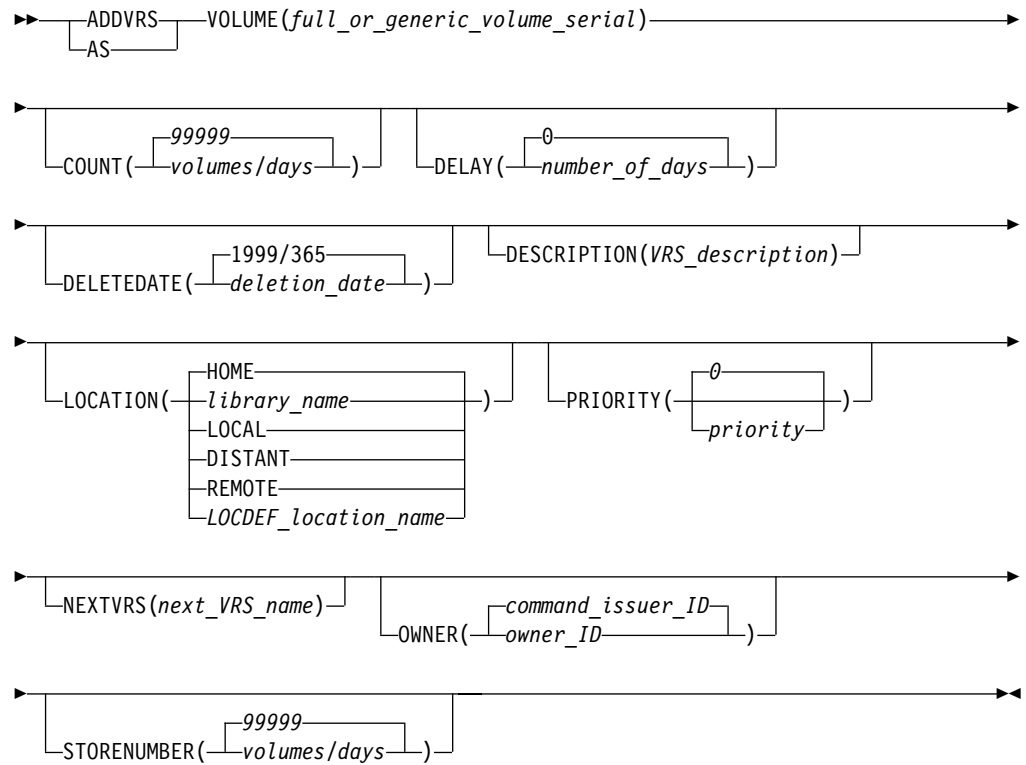 ADDVRS VOLUME(full_or_generic_volume_serial)
AS
99999 0
COUNT( volumes/days ) DELAY( number_of_days )
1999/365 DESCRIPTION(VRS_description)
DELETEDATE( deletion_date )
HOME 0
LOCATION( library_name ) PRIORITY( )
LOCAL priority
DISTANT
REMOTE
LOCDEF_location_name
NEXTVRS(next_VRS_name) command_issuer_ID
OWNER( owner_ID )
99999
STORENUMBER( volumes/days )